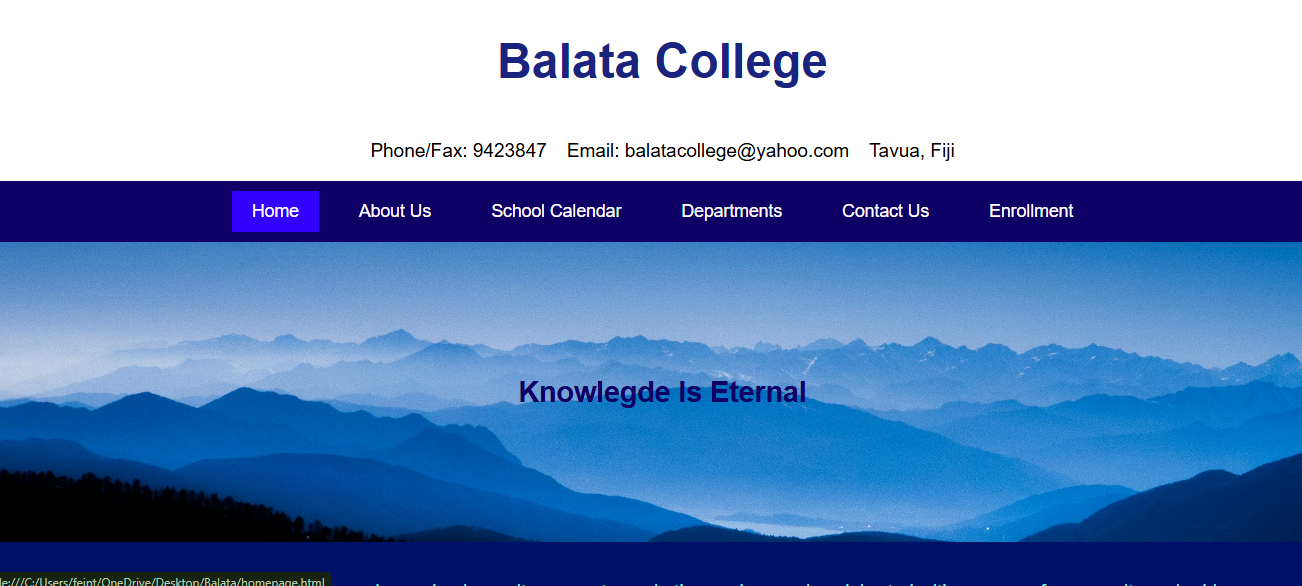 Balata College
Phone/Fax: 9423847 Email: balatacollege@yahoo.com Tavua, Fiji
Home About Us School Calendar Departments Contact Us Enrollment
Knowlegde Is Eternal
le:///C:/Users/feint/OneDrive/Desktop/Balata/homepage.html